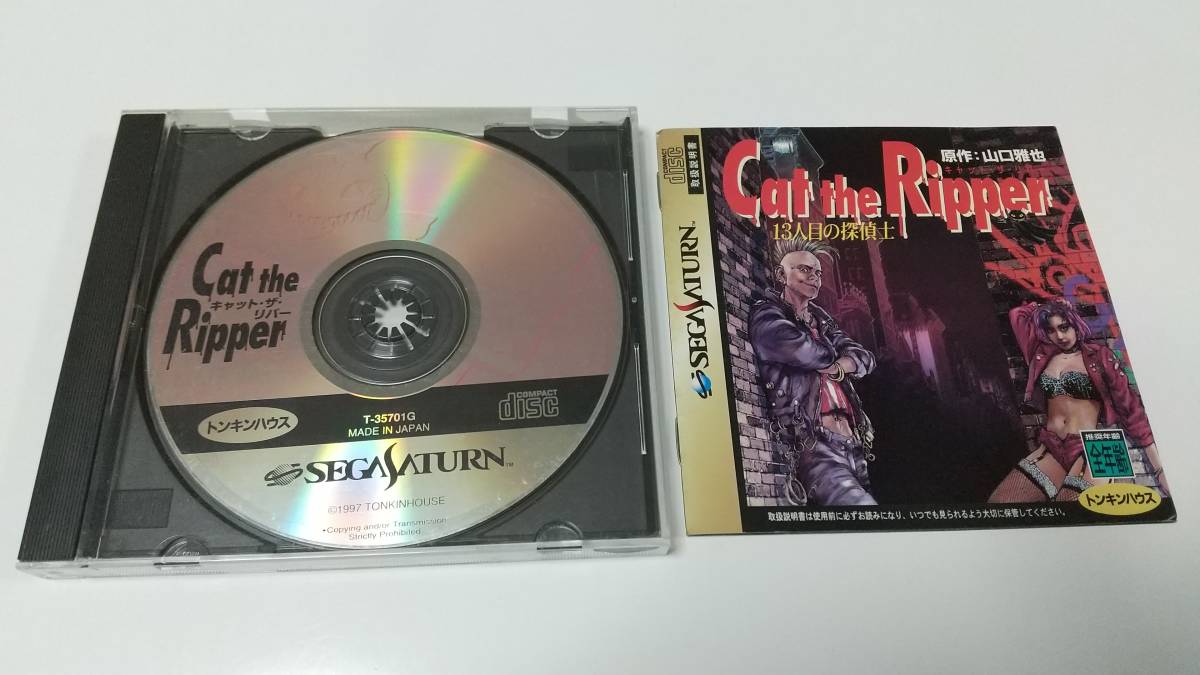 Cat the
キャット・ザ・
リパー
Ripper
トンキンハウス
T-35701G
MADE IN JAPAN
COMPACT
disc
SEGA SATURN™
©1997 TONKINHOUSE
•Copying and/or Transmission
Strictly Prohibited.
COMPACT
disc
取扱説明書
SEGA SATURN™
原作:山口雅也
Cat the Ripper
13人目の探偵士
推奨年齢
全年齢
トンキンハウス
取扱説明書は使用前に必ずお読みになり、いつでも見られるよう大切に保管してください。